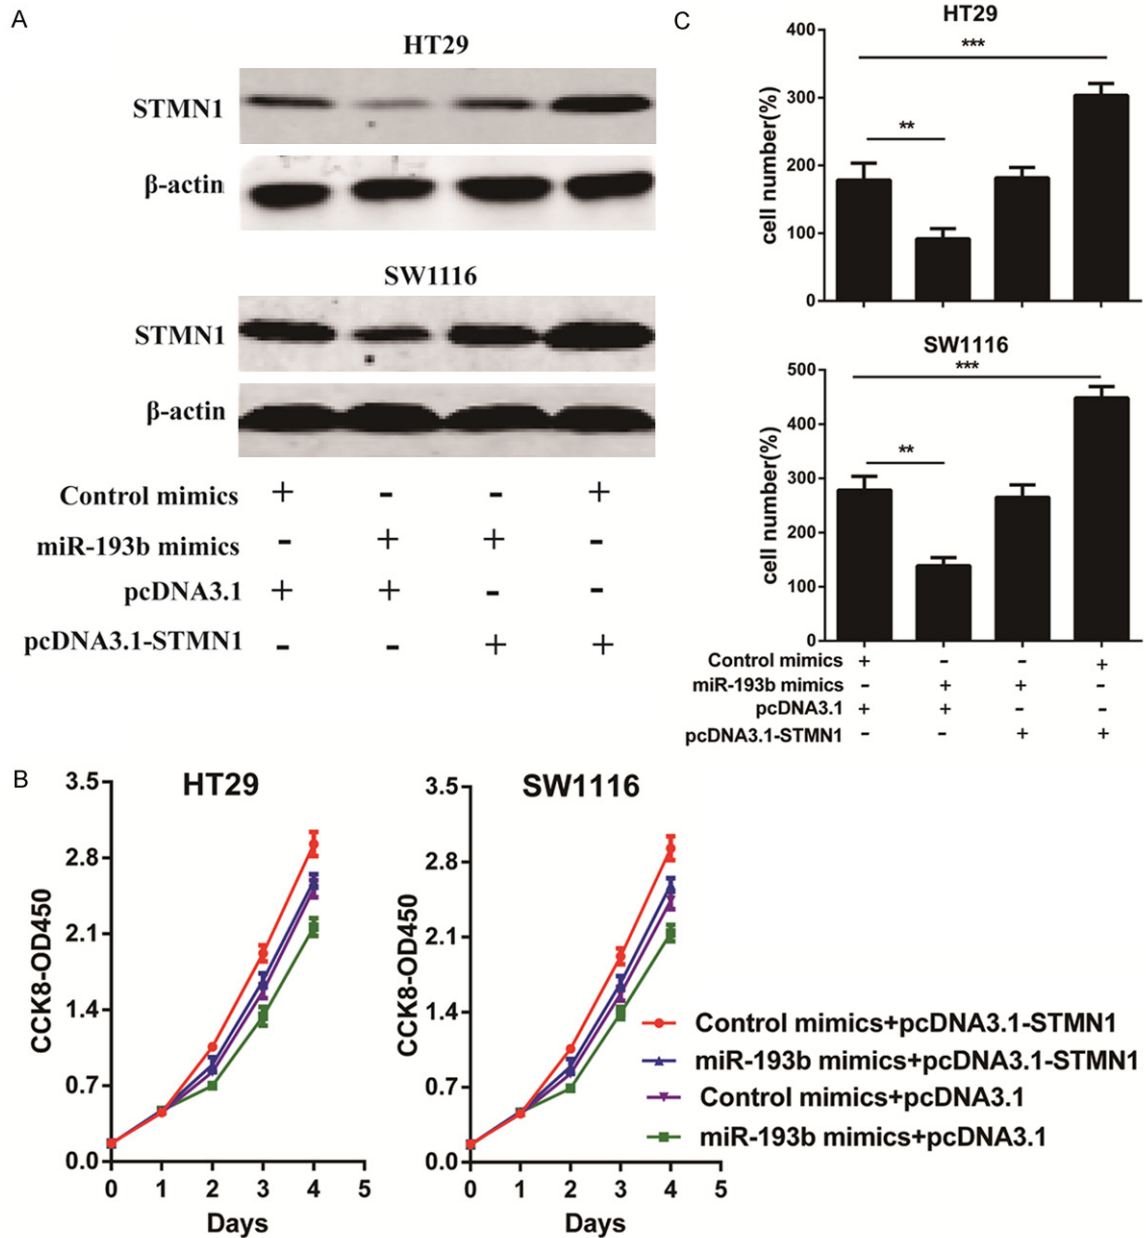 A
HT29
STMN1
β-actin
SW1116
STMN1
β-actin
Control mimics + - - +
miR-193b mimics - + + -
pcDNA3.1 + + - -
pcDNA3.1-STMN1 - - + +
C
HT29
400
300
200
100
0
cell number(%)
***
**
SW1116
500
400
300
200
100
0
cell number(%)
***
**
Control mimics + - - +
miR-193b mimics - + + -
pcDNA3.1 + + - -
pcDNA3.1-STMN1 - - + +
B
HT29
3.5
2.8
2.1
1.4
0.7
0.0
CCK8-OD450
0 1 2 3 4 5
Days
SW1116
3.5
2.8
2.1
1.4
0.7
0.0
CCK8-OD450
0 1 2 3 4 5
Days
Control mimics+pcDNA3.1-STMN1
miR-193b mimics+pcDNA3.1-STMN1
Control mimics+pcDNA3.1
miR-193b mimics+pcDNA3.1